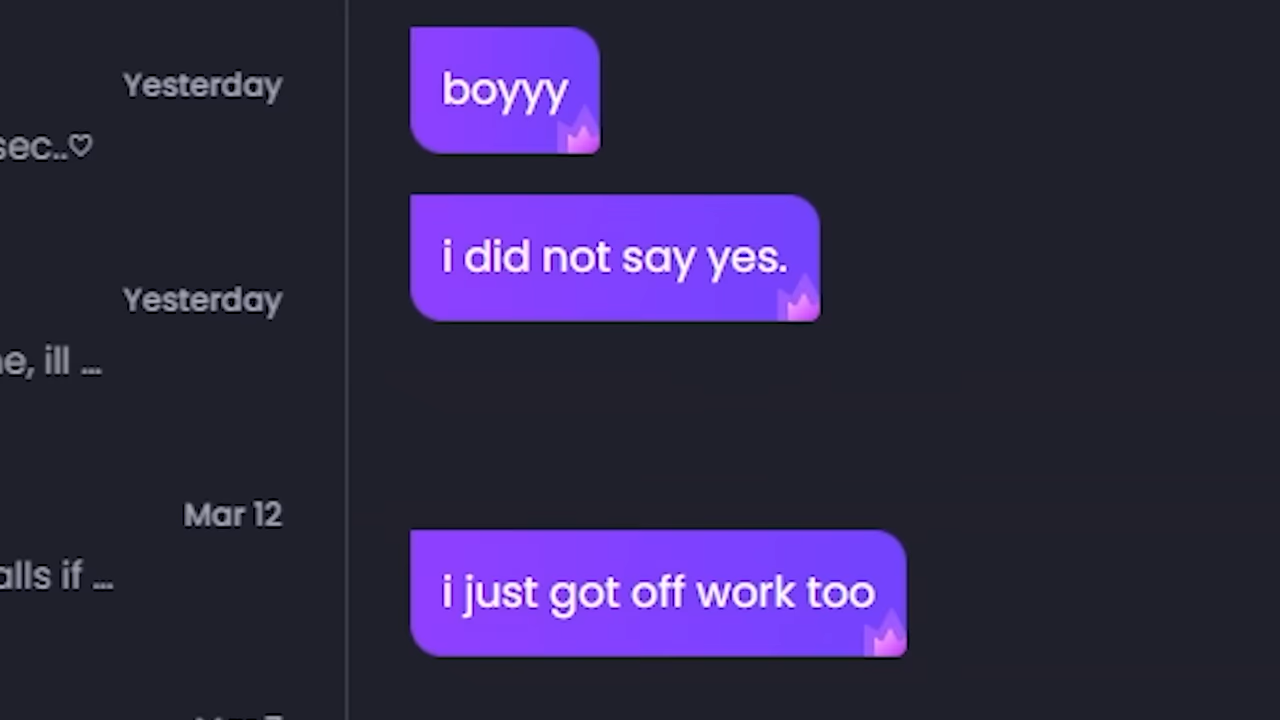 Yesterday
sec..♡
Yesterday
e, ill ...
Mar 12
alls if ...
boyyy
i did not say yes.
i just got off work too